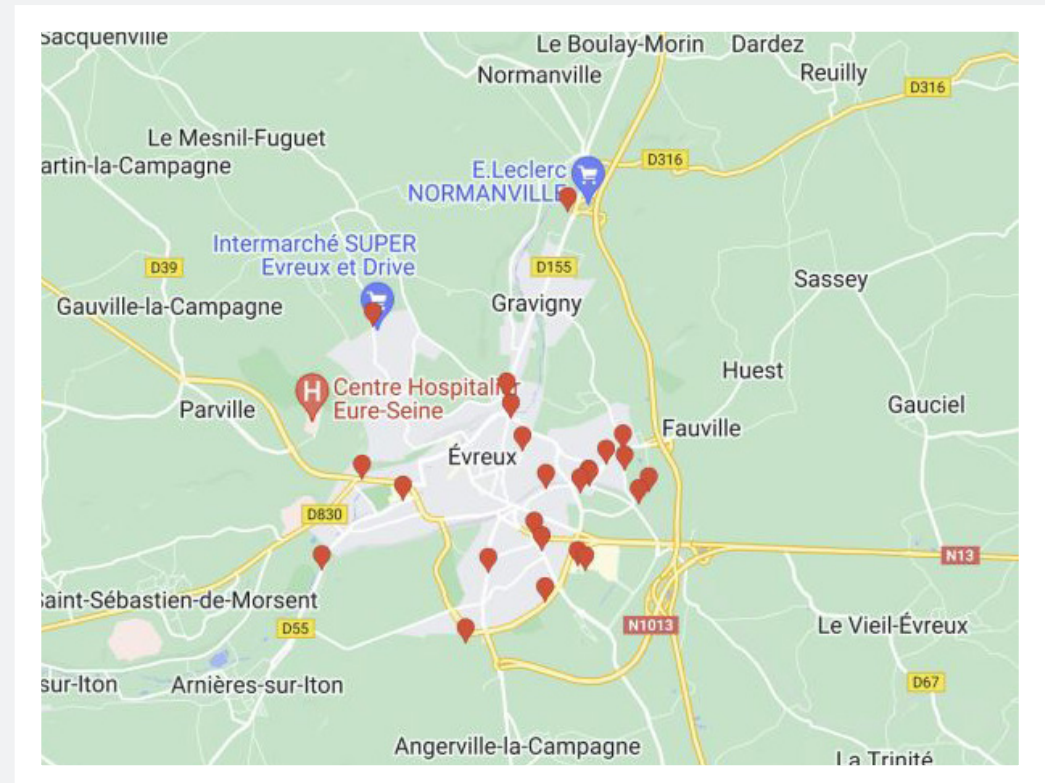 Sacquenville
Le Boulay-Morin
Dardez
Normanville
Reuilly
D316
Le Mesnil-Fuguet
artin-la-Campagne
E.Leclerc
NORMANVILLE
D316
Intermarché SUPER
Evreux et Drive
D39
D155
Sassey
Gauville-la-Campagne
Gravigny
H
Centre Hospitalier
Eure-Seine
Huest
Parville
Gauciel
Fauville
Évreux
D830
N13
Saint-Sébastien-de-Morsent
D55
N1013
Le Vieil-Évreux
sur-Iton
Arnières-sur-Iton
D67
Angerville-la-Campagne
La Trinité